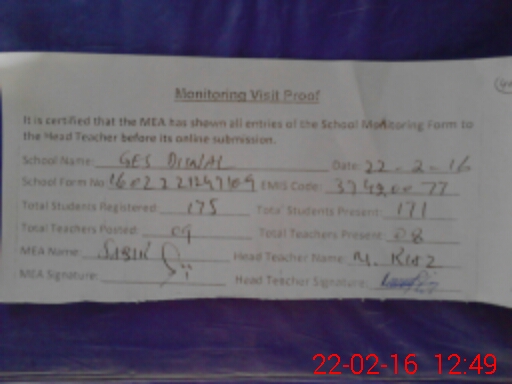 Monitoring Visit Proof
It is certified that the MEA has shown all entries of the School Monitoring Form to
the Head Teacher before its online submission.
School Name: GES Date: 22-2-16
School Form No EMIS Code:
Total Students Registered: 175 Total Students Present: 171
Total Teachers Posted: 09 Total Teachers Present: 08
MEA Name: SABIR Head Teacher Name: M. Riaz
MEA Signature: Head Teacher Signature:
22-02-16 12:49